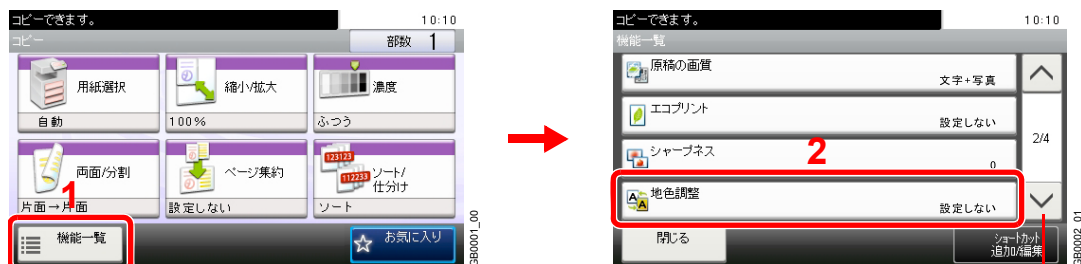 コピーできます。
10:10
コピー
部数 1
用紙選択
縮小/拡大
濃度
自動
100%
ふつう
両面/分割
ページ集約
123123
112233
ソート/
仕分け
1
片面→片面
設定しない
ソート
機能一覧
お気に入り
GB0001_00
コピーできます。
10:10
機能一覧
原稿の画質
文字+写真
エコプリント
設定しない
2/4
シャープネス
2
0
地色調整
設定しない
閉じる
ショートカット
追加/編集
GB0002_01